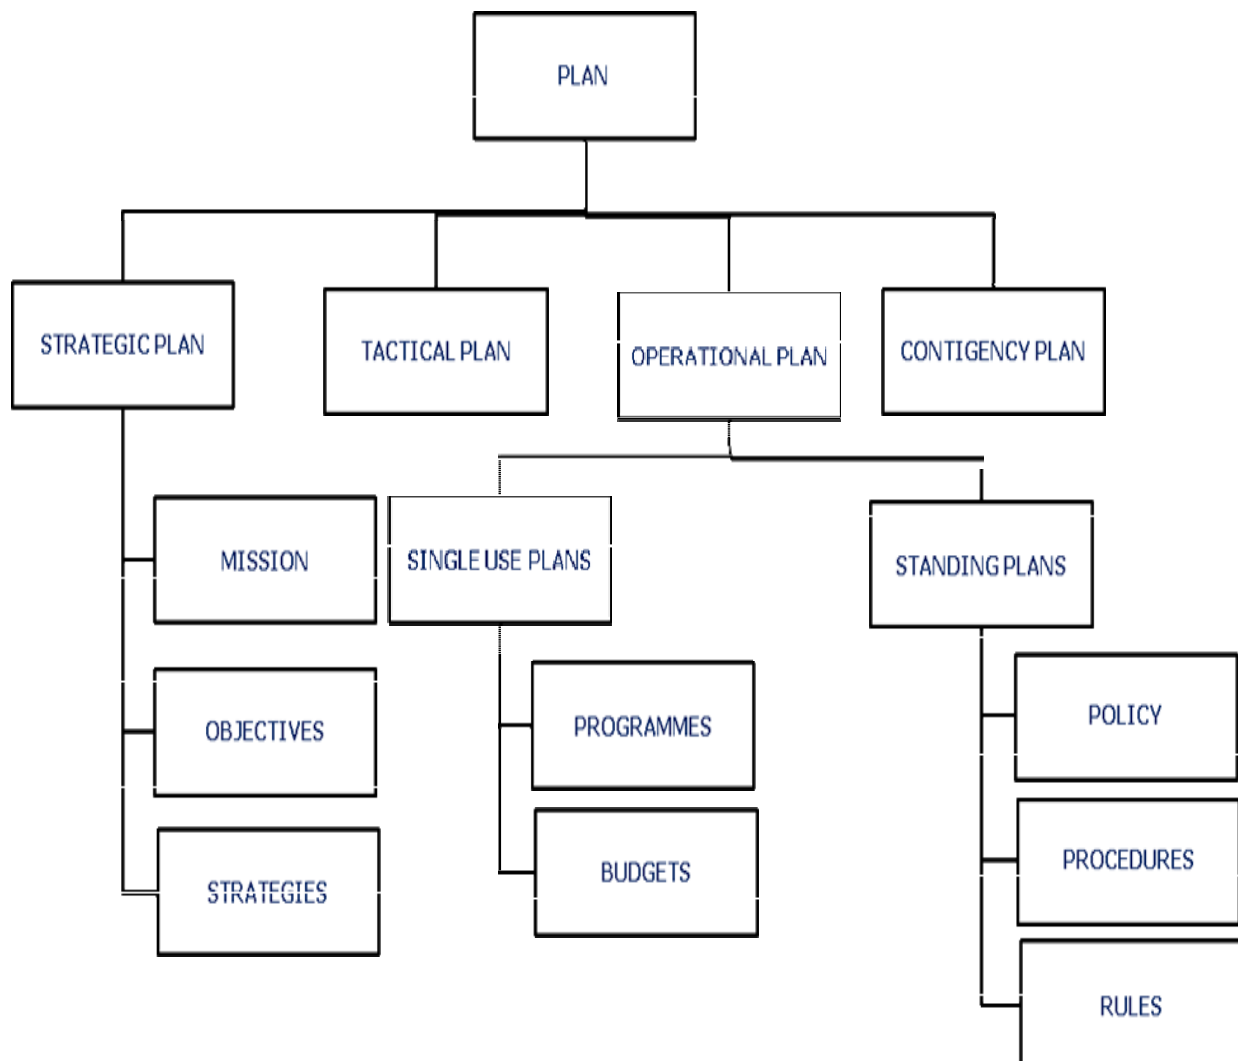 PLAN
STRATEGIC PLAN
TACTICAL PLAN
OPERATIONAL PLAN
CONTIGENCY PLAN
MISSION
SINGLE USE PLANS
STANDING PLANS
OBJECTIVES
PROGRAMMES
POLICY
STRATEGIES
BUDGETS
PROCEDURES
RULES